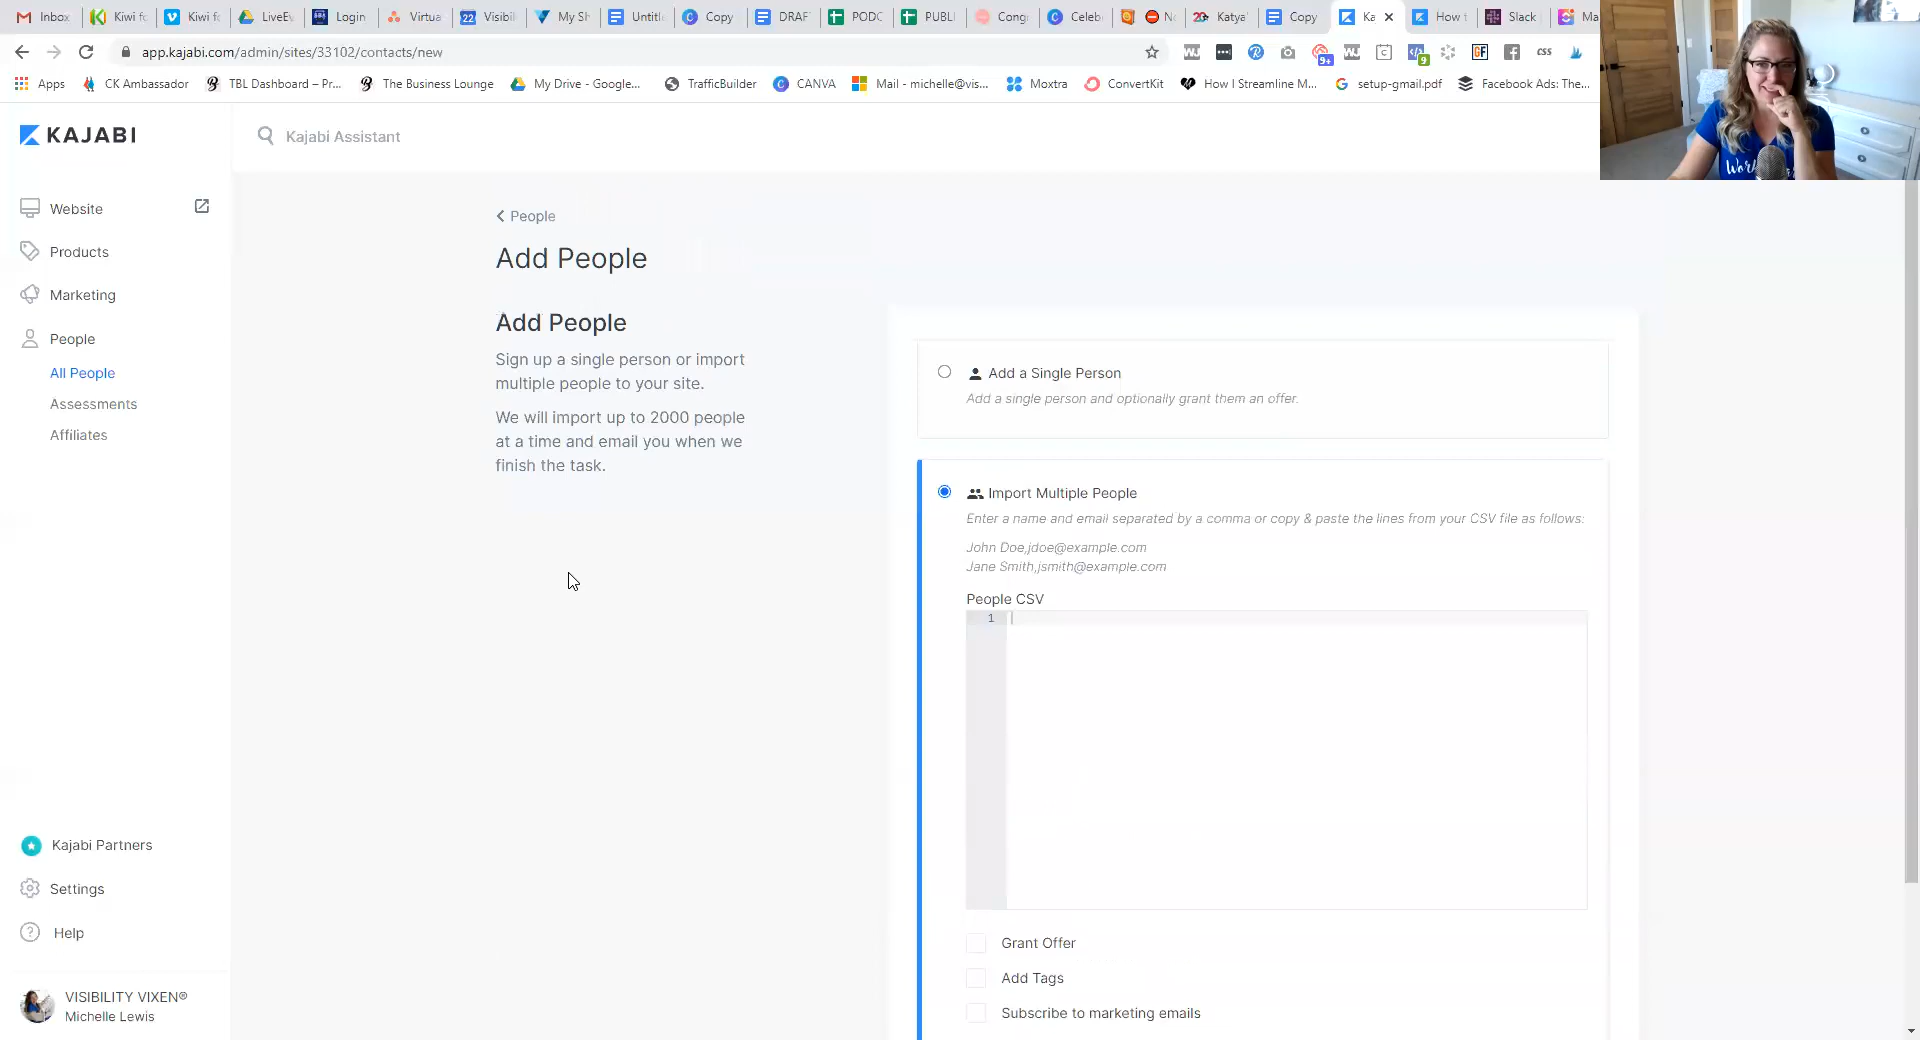 Inbox
Kiwi fo
Kiwi f
LiveEv
Login
Virtua
Visibil
My Sh
Untitl
Copy
DRAF
PODC
PUBLI
Congr
Celeb
Katya'
Copy
Ka
How t
Slack
Ma
app.kajabi.com/admin/sites/33102/contacts/new
Apps
CK Ambassador
TBL Dashboard – Pr...
The Business Lounge
My Drive - Google...
TrafficBuilder
CANVA
Mail - michelle@vis...
Moxtra
ConvertKit
How I Streamline M...
setup-gmail.pdf
Facebook Ads: The...
KAJABI
Kajabi Assistant
Website
Products
Marketing
People
All People
Assessments
Affiliates
Kajabi Partners
Settings
Help
VISIBILITY VIXEN®
Michelle Lewis
People
Add People
Add People
Sign up a single person or import
multiple people to your site.
We will import up to 2000 people
at a time and email you when we
finish the task.
Add a Single Person
Add a single person and optionally grant them an offer.
Import Multiple People
Enter a name and email separated by a comma or copy & paste the lines from your CSV file as follows:
John Doe,jdoe@example.com
Jane Smith,jsmith@example.com
People CSV
1
Grant Offer
Add Tags
Subscribe to marketing emails